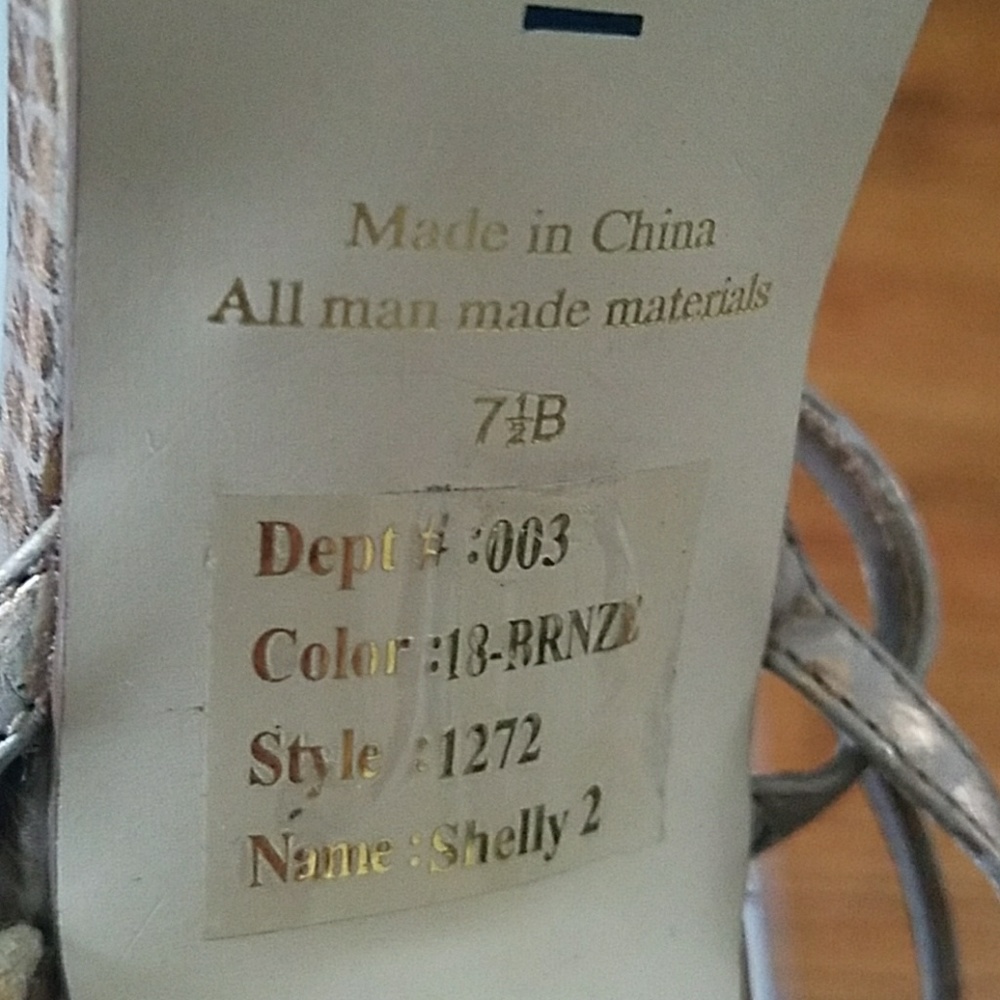 Made in China
All man made materials
7½B
Dept # :003
Color :18-BRNZE
Style :1272
Name :Shelly 2